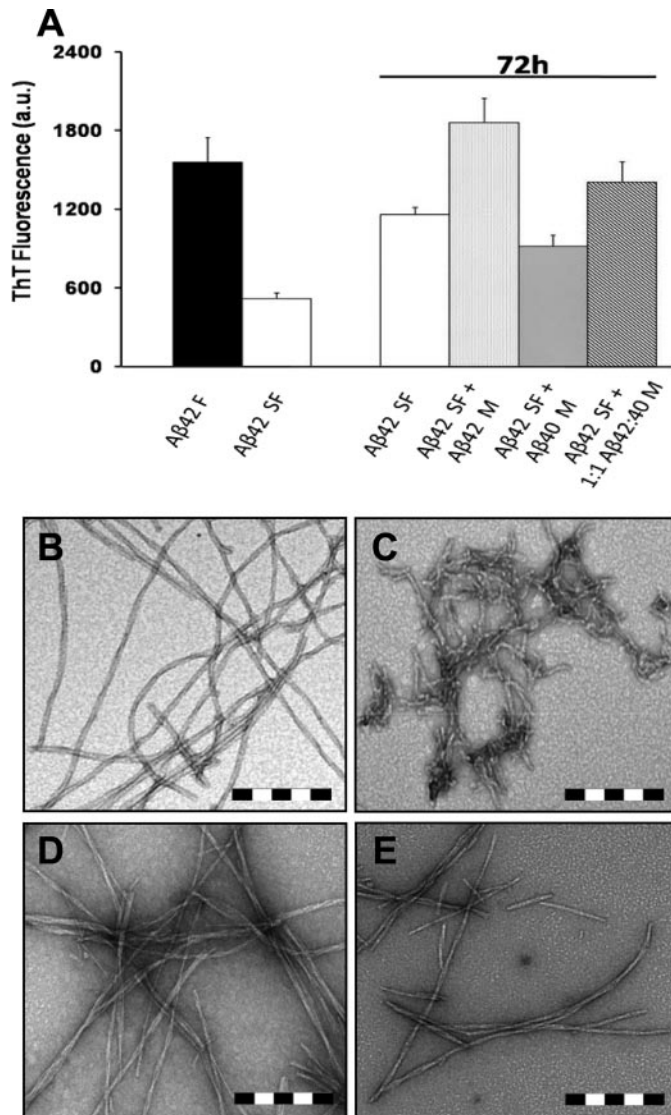 A
2400
1800
1200
600
0
ThT Fluorescence (a.u.)
72h
Aβ42 F
Aβ42 SF
Aβ42 SF
Aβ42 SF +
Aβ42 M
Aβ42 SF +
Aβ40 M
Aβ42 SF +
1:1 Aβ42:40 M
B
C
D
E